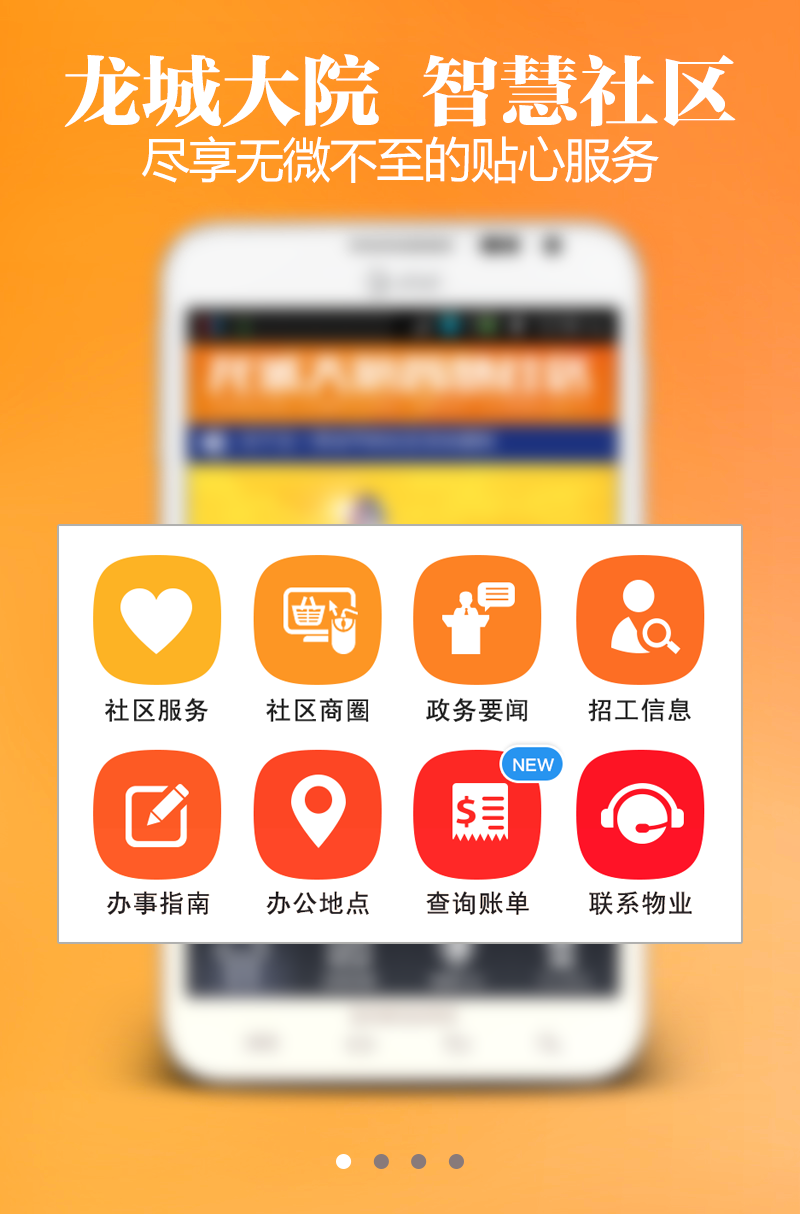 龙城大院 智慧社区
尽享无微不至的贴心服务
社区服务 社区商圈 政务要闻 招工信息
NEW
办事指南 办公地点 查询账单 联系物业